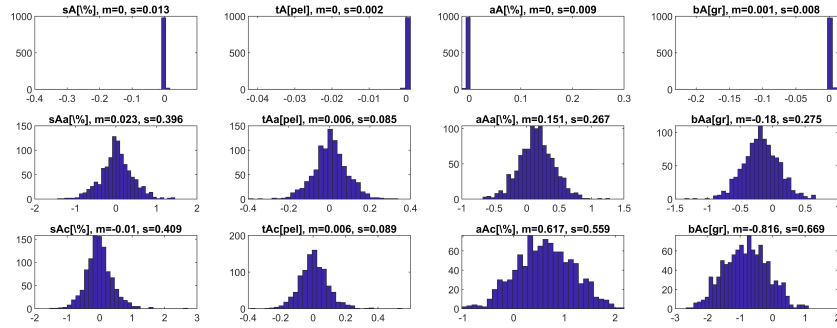 sA[\%], m=0, s=0.013
tA[pel], m=0, s=0.002
aA[\%], m=0, s=0.009
bA[gr], m=0.001, s=0.008
1000
500
0
-0.4 -0.3 -0.2 -0.1 0
1000
500
0
-0.04 -0.03 -0.02 -0.01 0
1000
500
0
0 0.1 0.2 0.3
1000
500
0
-0.2 -0.15 -0.1 -0.05 0
sAa[\%], m=0.023, s=0.396
tAa[pel], m=0.006, s=0.085
aAa[\%], m=0.151, s=0.267
bAa[gr], m=-0.18, s=0.275
150
100
50
0
-2 -1 0 1 2
150
100
50
0
-0.4 -0.2 0 0.2 0.4
100
50
0
-1 -0.5 0 0.5 1 1.5
100
50
0
-1.5 -1 -0.5 0 0.5 1
sAc[\%], m=-0.01, s=0.409
tAc[pel], m=0.006, s=0.089
aAc[\%], m=0.617, s=0.559
bAc[gr], m=-0.816, s=0.669
150
100
50
0
-2 -1 0 1 2 3
200
100
0
-0.4 -0.2 0 0.2 0.4
60
40
20
0
-1 0 1 2
60
40
20
0
-3 -2 -1 0 1 2